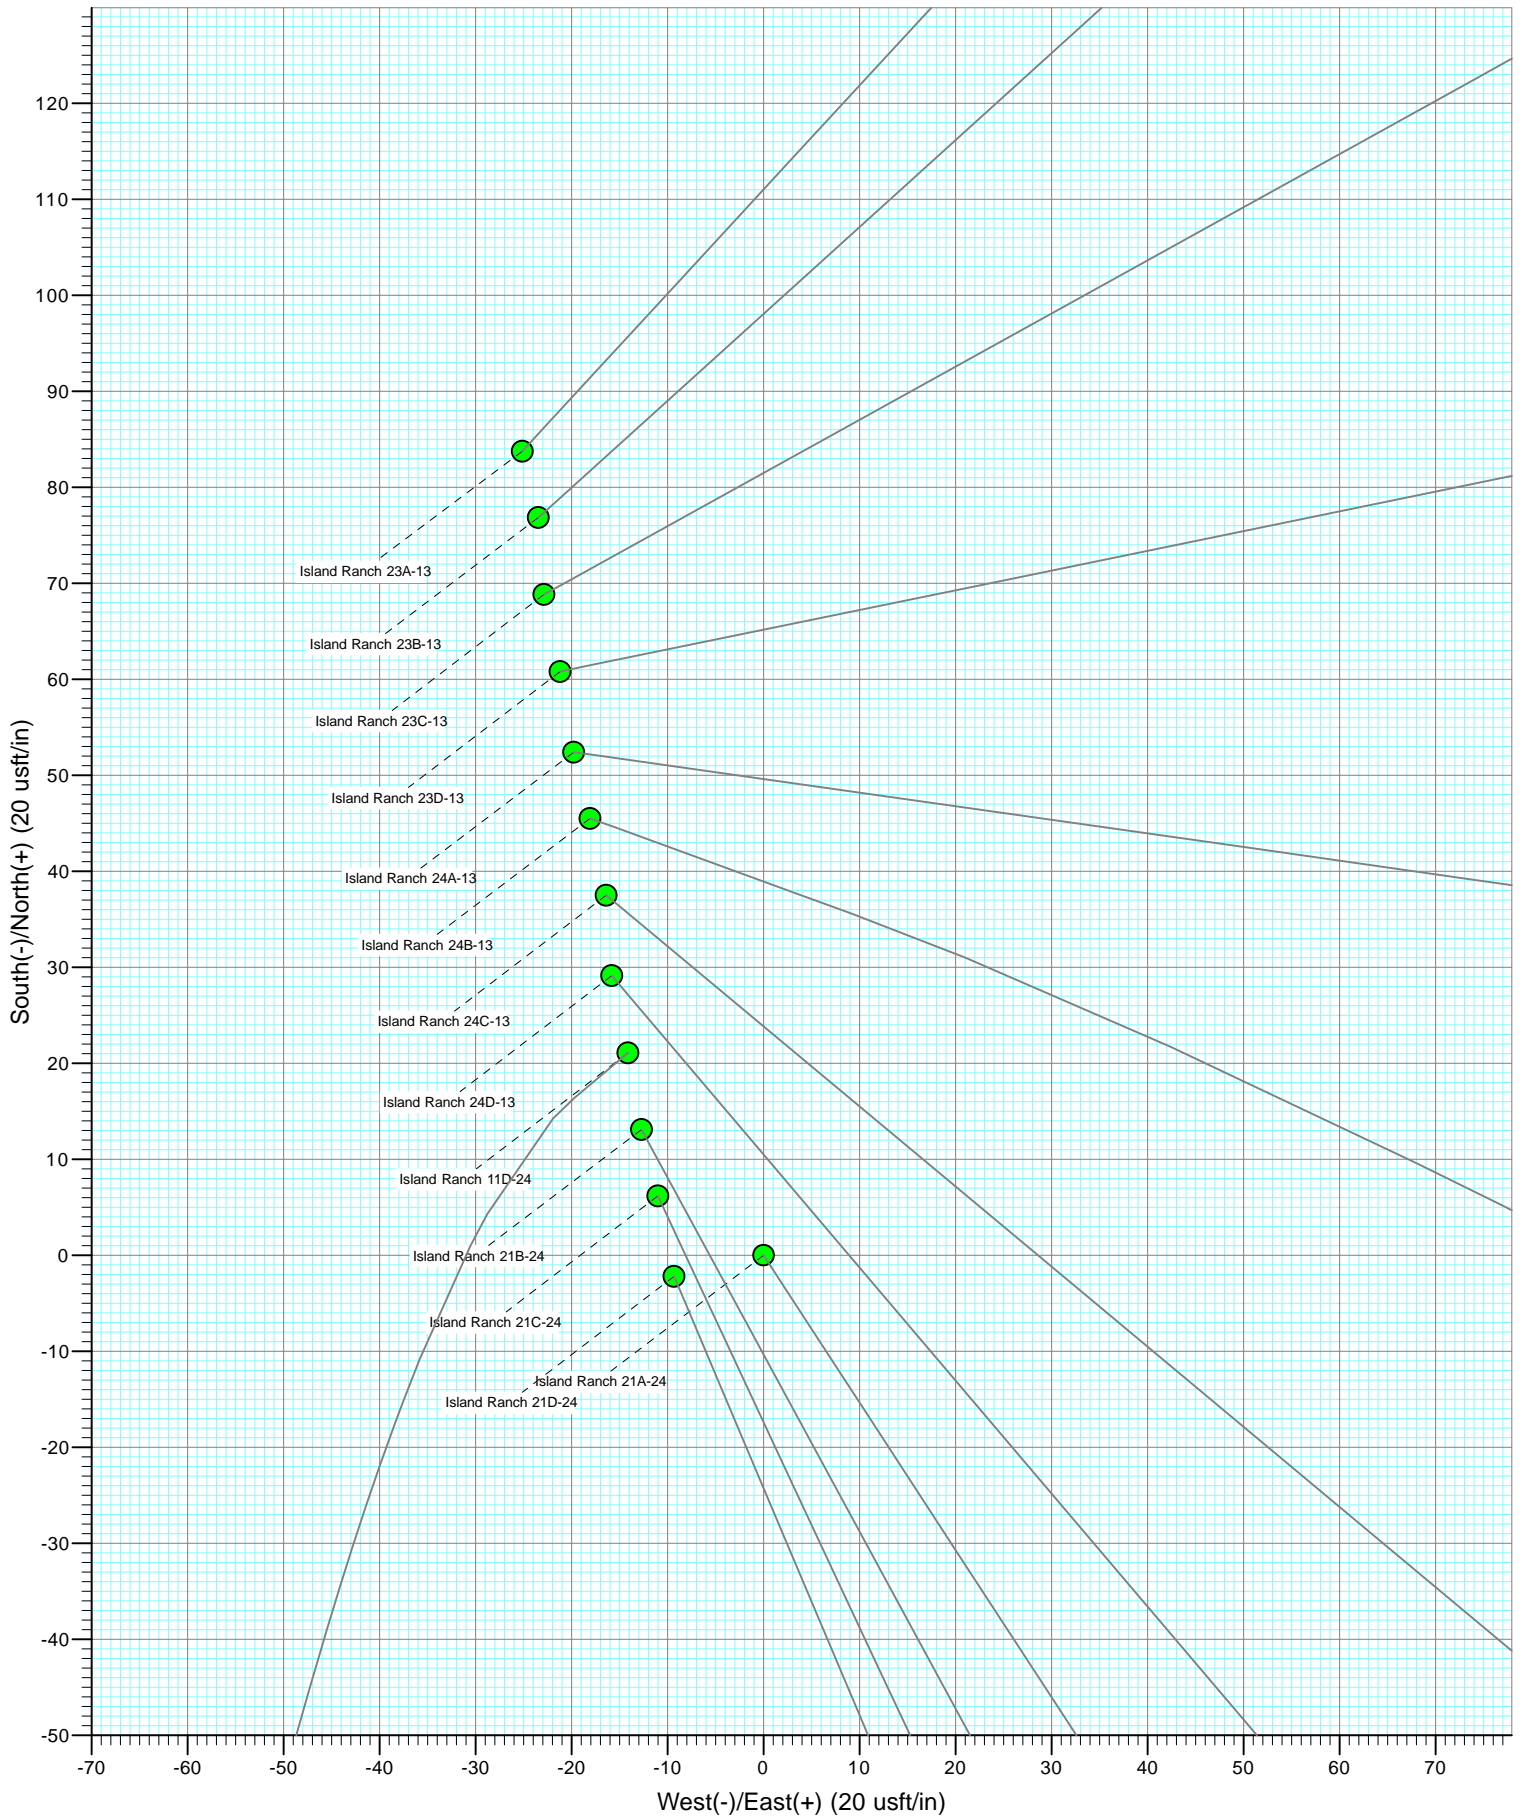 120
110
100
90
80
70
60
50
40
30
20
10
0
-10
-20
-30
-40
-50
South(-)/North(+) (20 usft/in)
Island Ranch 23A-13
Island Ranch 23B-13
Island Ranch 23C-13
Island Ranch 23D-13
Island Ranch 24A-13
Island Ranch 24B-13
Island Ranch 24C-13
Island Ranch 24D-13
Island Ranch 11D-24
Island Ranch 21B-24
Island Ranch 21C-24
Island Ranch 21A-24
Island Ranch 21D-24
-70 -60 -50 -40 -30 -20 -10 0 10 20 30 40 50 60 70
West(-)/East(+) (20 usft/in)